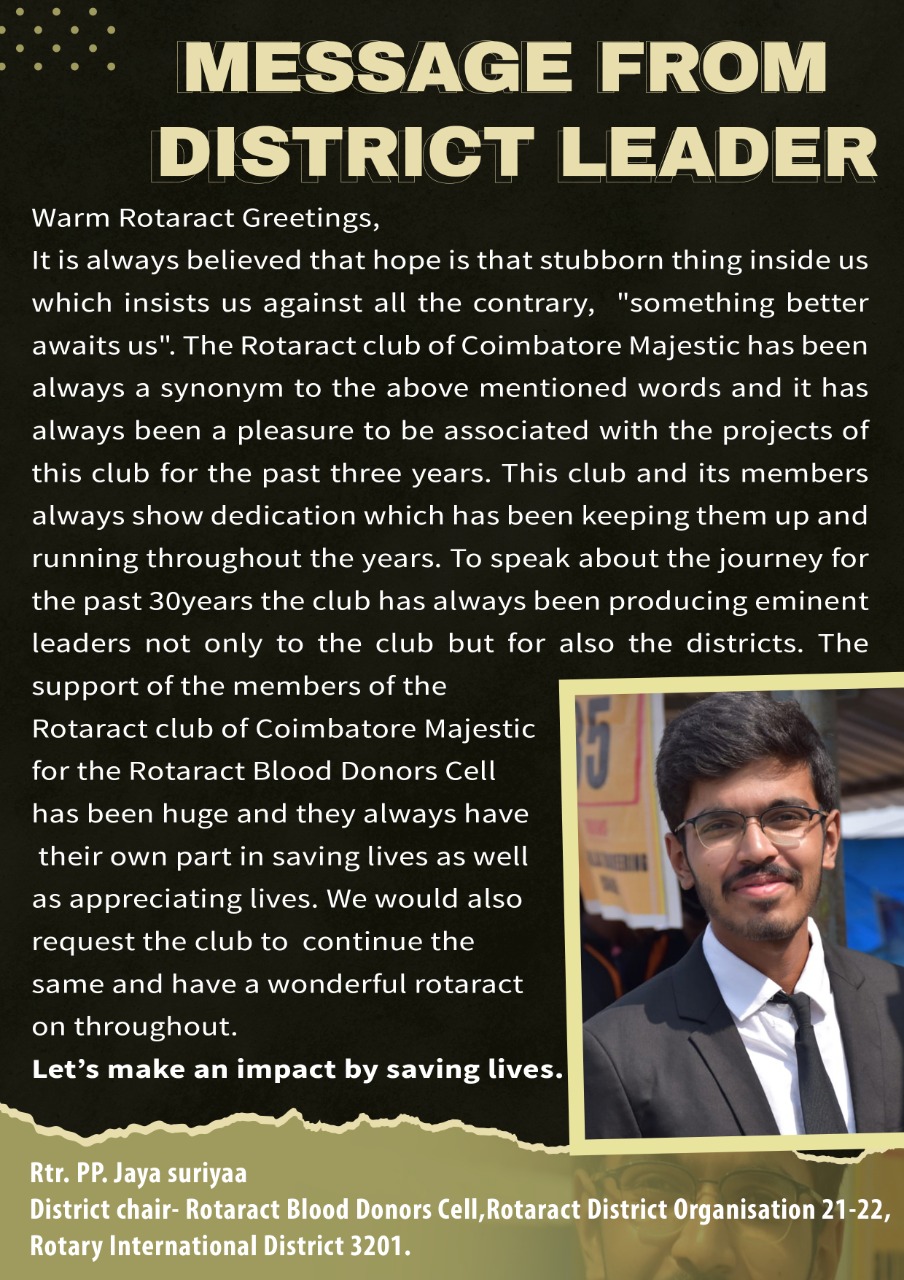 MESSAGE FROM
DISTRICT LEADER
Warm Rotaract Greetings,
It is always believed that hope is that stubborn thing inside us
which insists us against all the contrary, "something better
awaits us". The Rotaract club of Coimbatore Majestic has been
always a synonym to the above mentioned words and it has
always been a pleasure to be associated with the projects of
this club for the past three years. This club and its members
always show dedication which has been keeping them up and
running throughout the years. To speak about the journey for
the past 30years the club has always been producing eminent
leaders not only to the club but for also the districts. The
support of the members of the
Rotaract club of Coimbatore Majestic
for the Rotaract Blood Donors Cell
has been huge and they always have
their own part in saving lives as well
as appreciating lives. We would also
request the club to continue the
same and have a wonderful rotaract
on throughout.
Let's make an impact by saving lives.
35
Rtr. PP. Jaya suriyaa
District chair- Rotaract Blood Donors Cell,Rotaract District Organisation 21-22,
Rotary International District 3201.